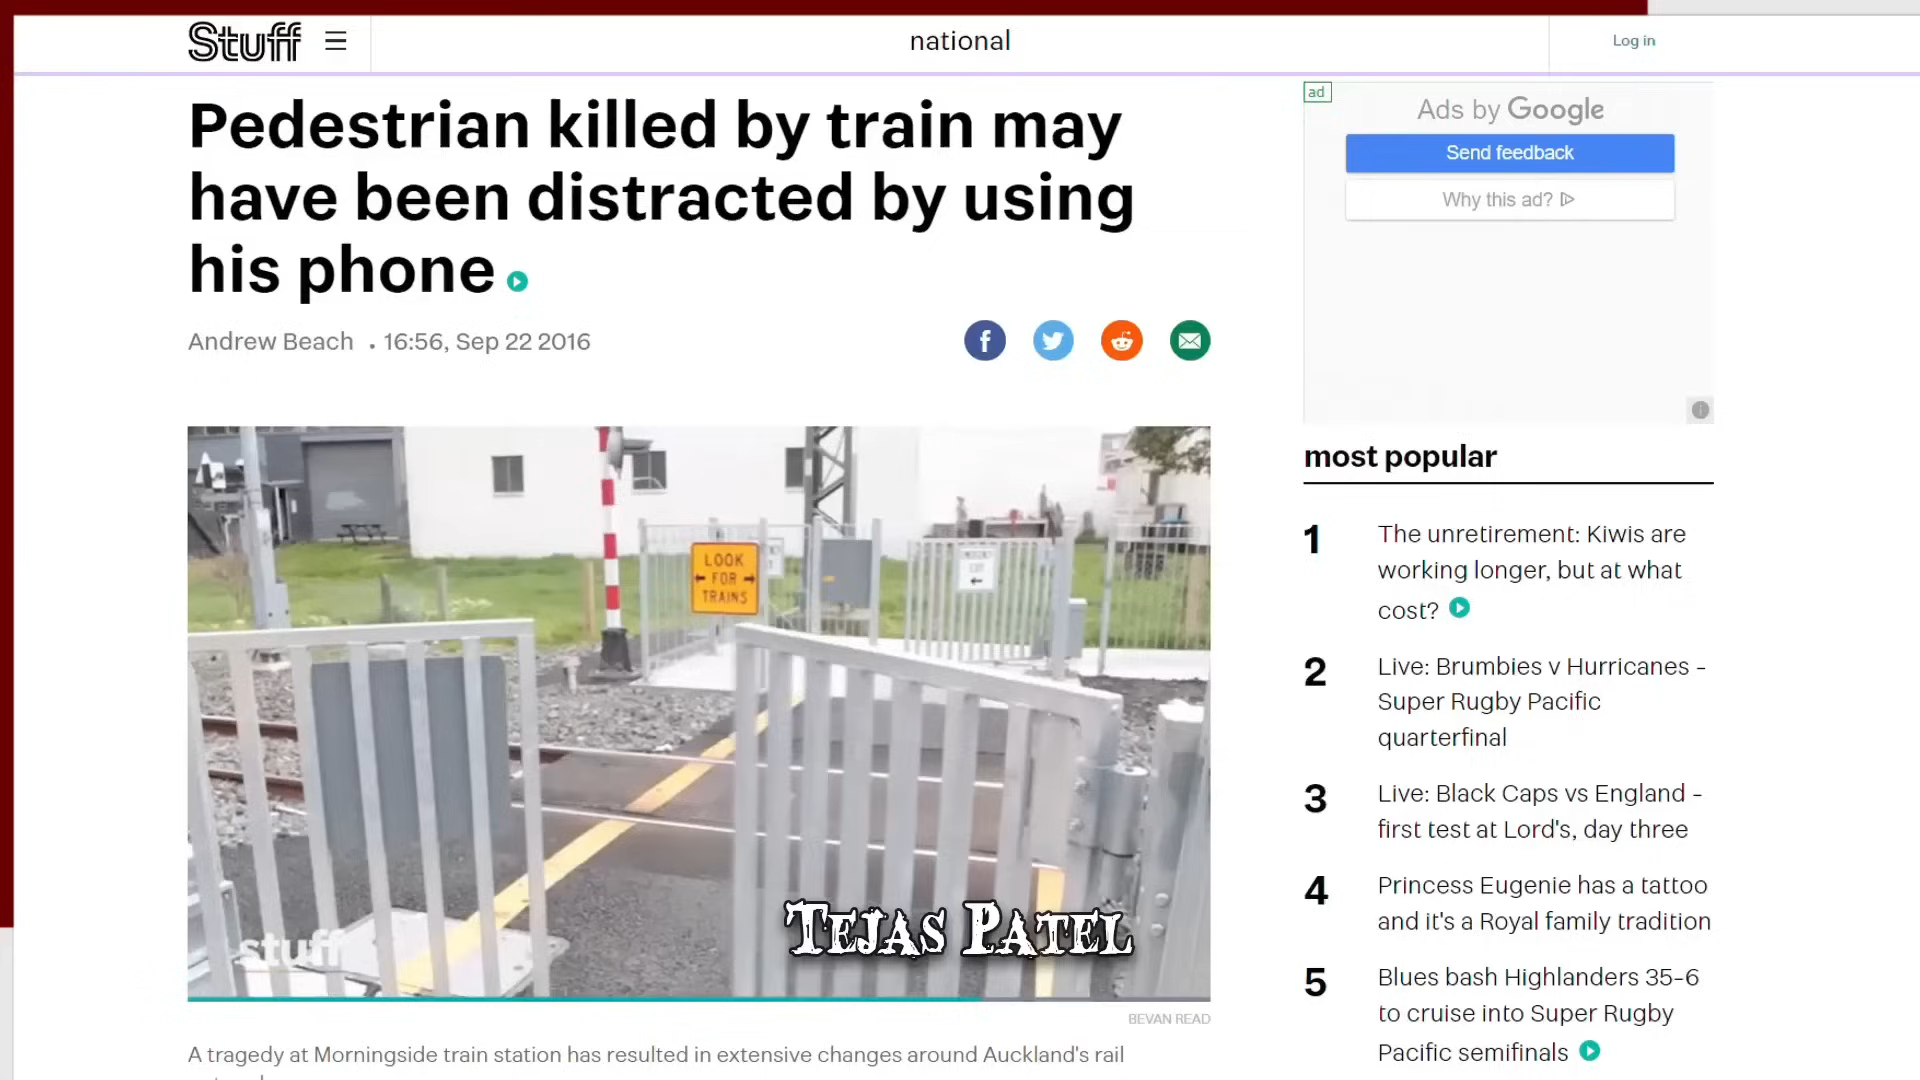 Stuff
national
Log in
Pedestrian killed by train may
have been distracted by using
his phone
Andrew Beach . 16:56, Sep 22 2016
ad
Ads by Google
Send feedback
Why this ad?
most popular
1 The unretirement: Kiwis are
working longer, but at what
cost?
2 Live: Brumbies v Hurricanes -
Super Rugby Pacific
quarterfinal
3 Live: Black Caps vs England -
first test at Lord's, day three
4 Princess Eugenie has a tattoo
and it's a Royal family tradition
5 Blues bash Highlanders 35-6
to cruise into Super Rugby
Pacific semifinals
LOOK
FOR
TRAINS
stuff
TEJAS PATEL
BEVAN READ
A tragedy at Morningside train station has resulted in extensive changes around Auckland's rail